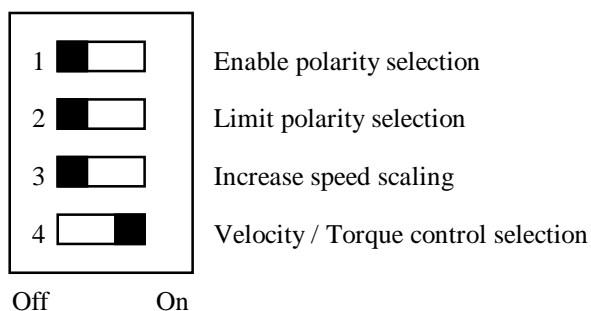 1 Enable polarity selection
2 Limit polarity selection
3 Increase speed scaling
4 Velocity / Torque control selection
Off On